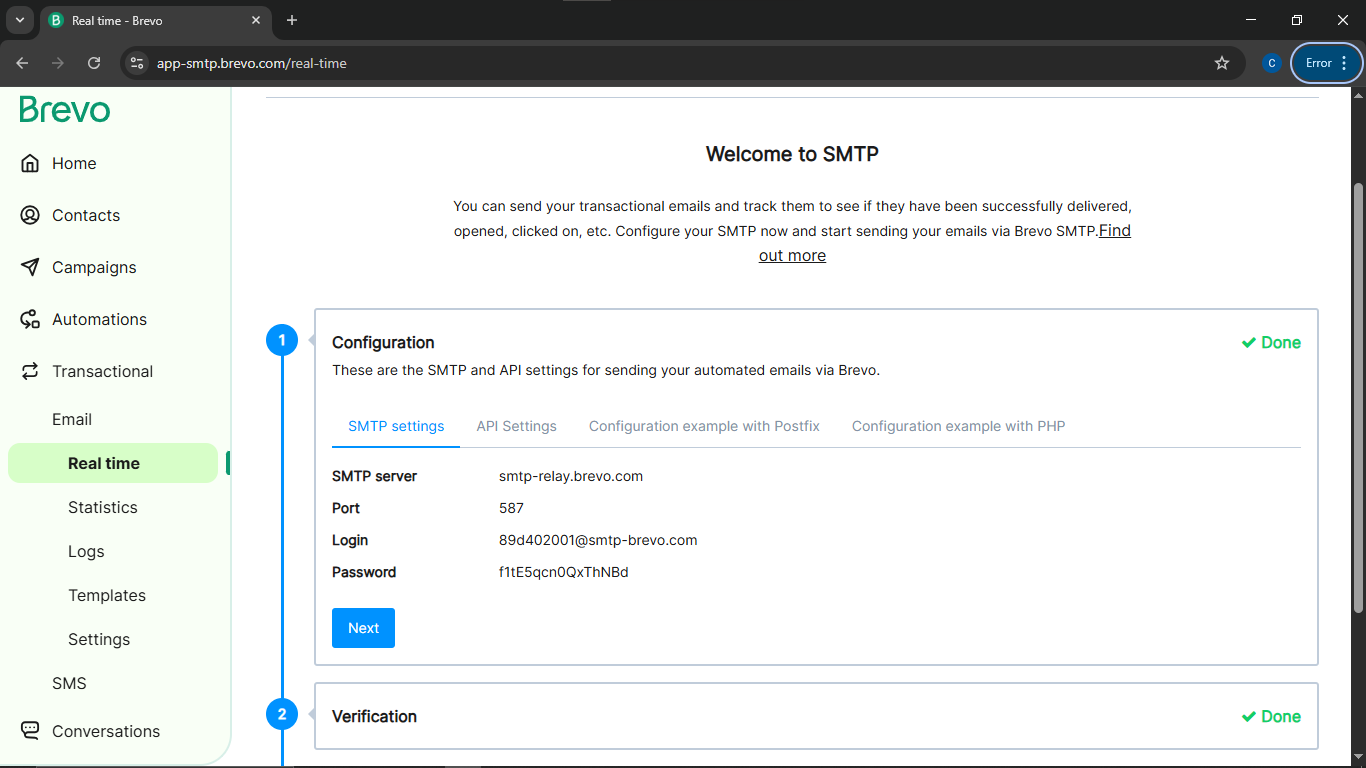 Real time - Brevo
app-smtp.brevo.com/real-time
C
Error
Brevo
Home
Contacts
Campaigns
Automations
Transactional
Email
Real time
Statistics
Logs
Templates
Settings
SMS
Conversations
Welcome to SMTP
You can send your transactional emails and track them to see if they have been successfully delivered,
opened, clicked on, etc. Configure your SMTP now and start sending your emails via Brevo SMTP.Find
out more
1
Configuration
Done
These are the SMTP and API settings for sending your automated emails via Brevo.
SMTP settings API Settings Configuration example with Postfix Configuration example with PHP
SMTP server smtp-relay.brevo.com
Port 587
Login 89d402001@smtp-brevo.com
Password f1tE5qcn0QxThNBd
Next
2
Verification
Done